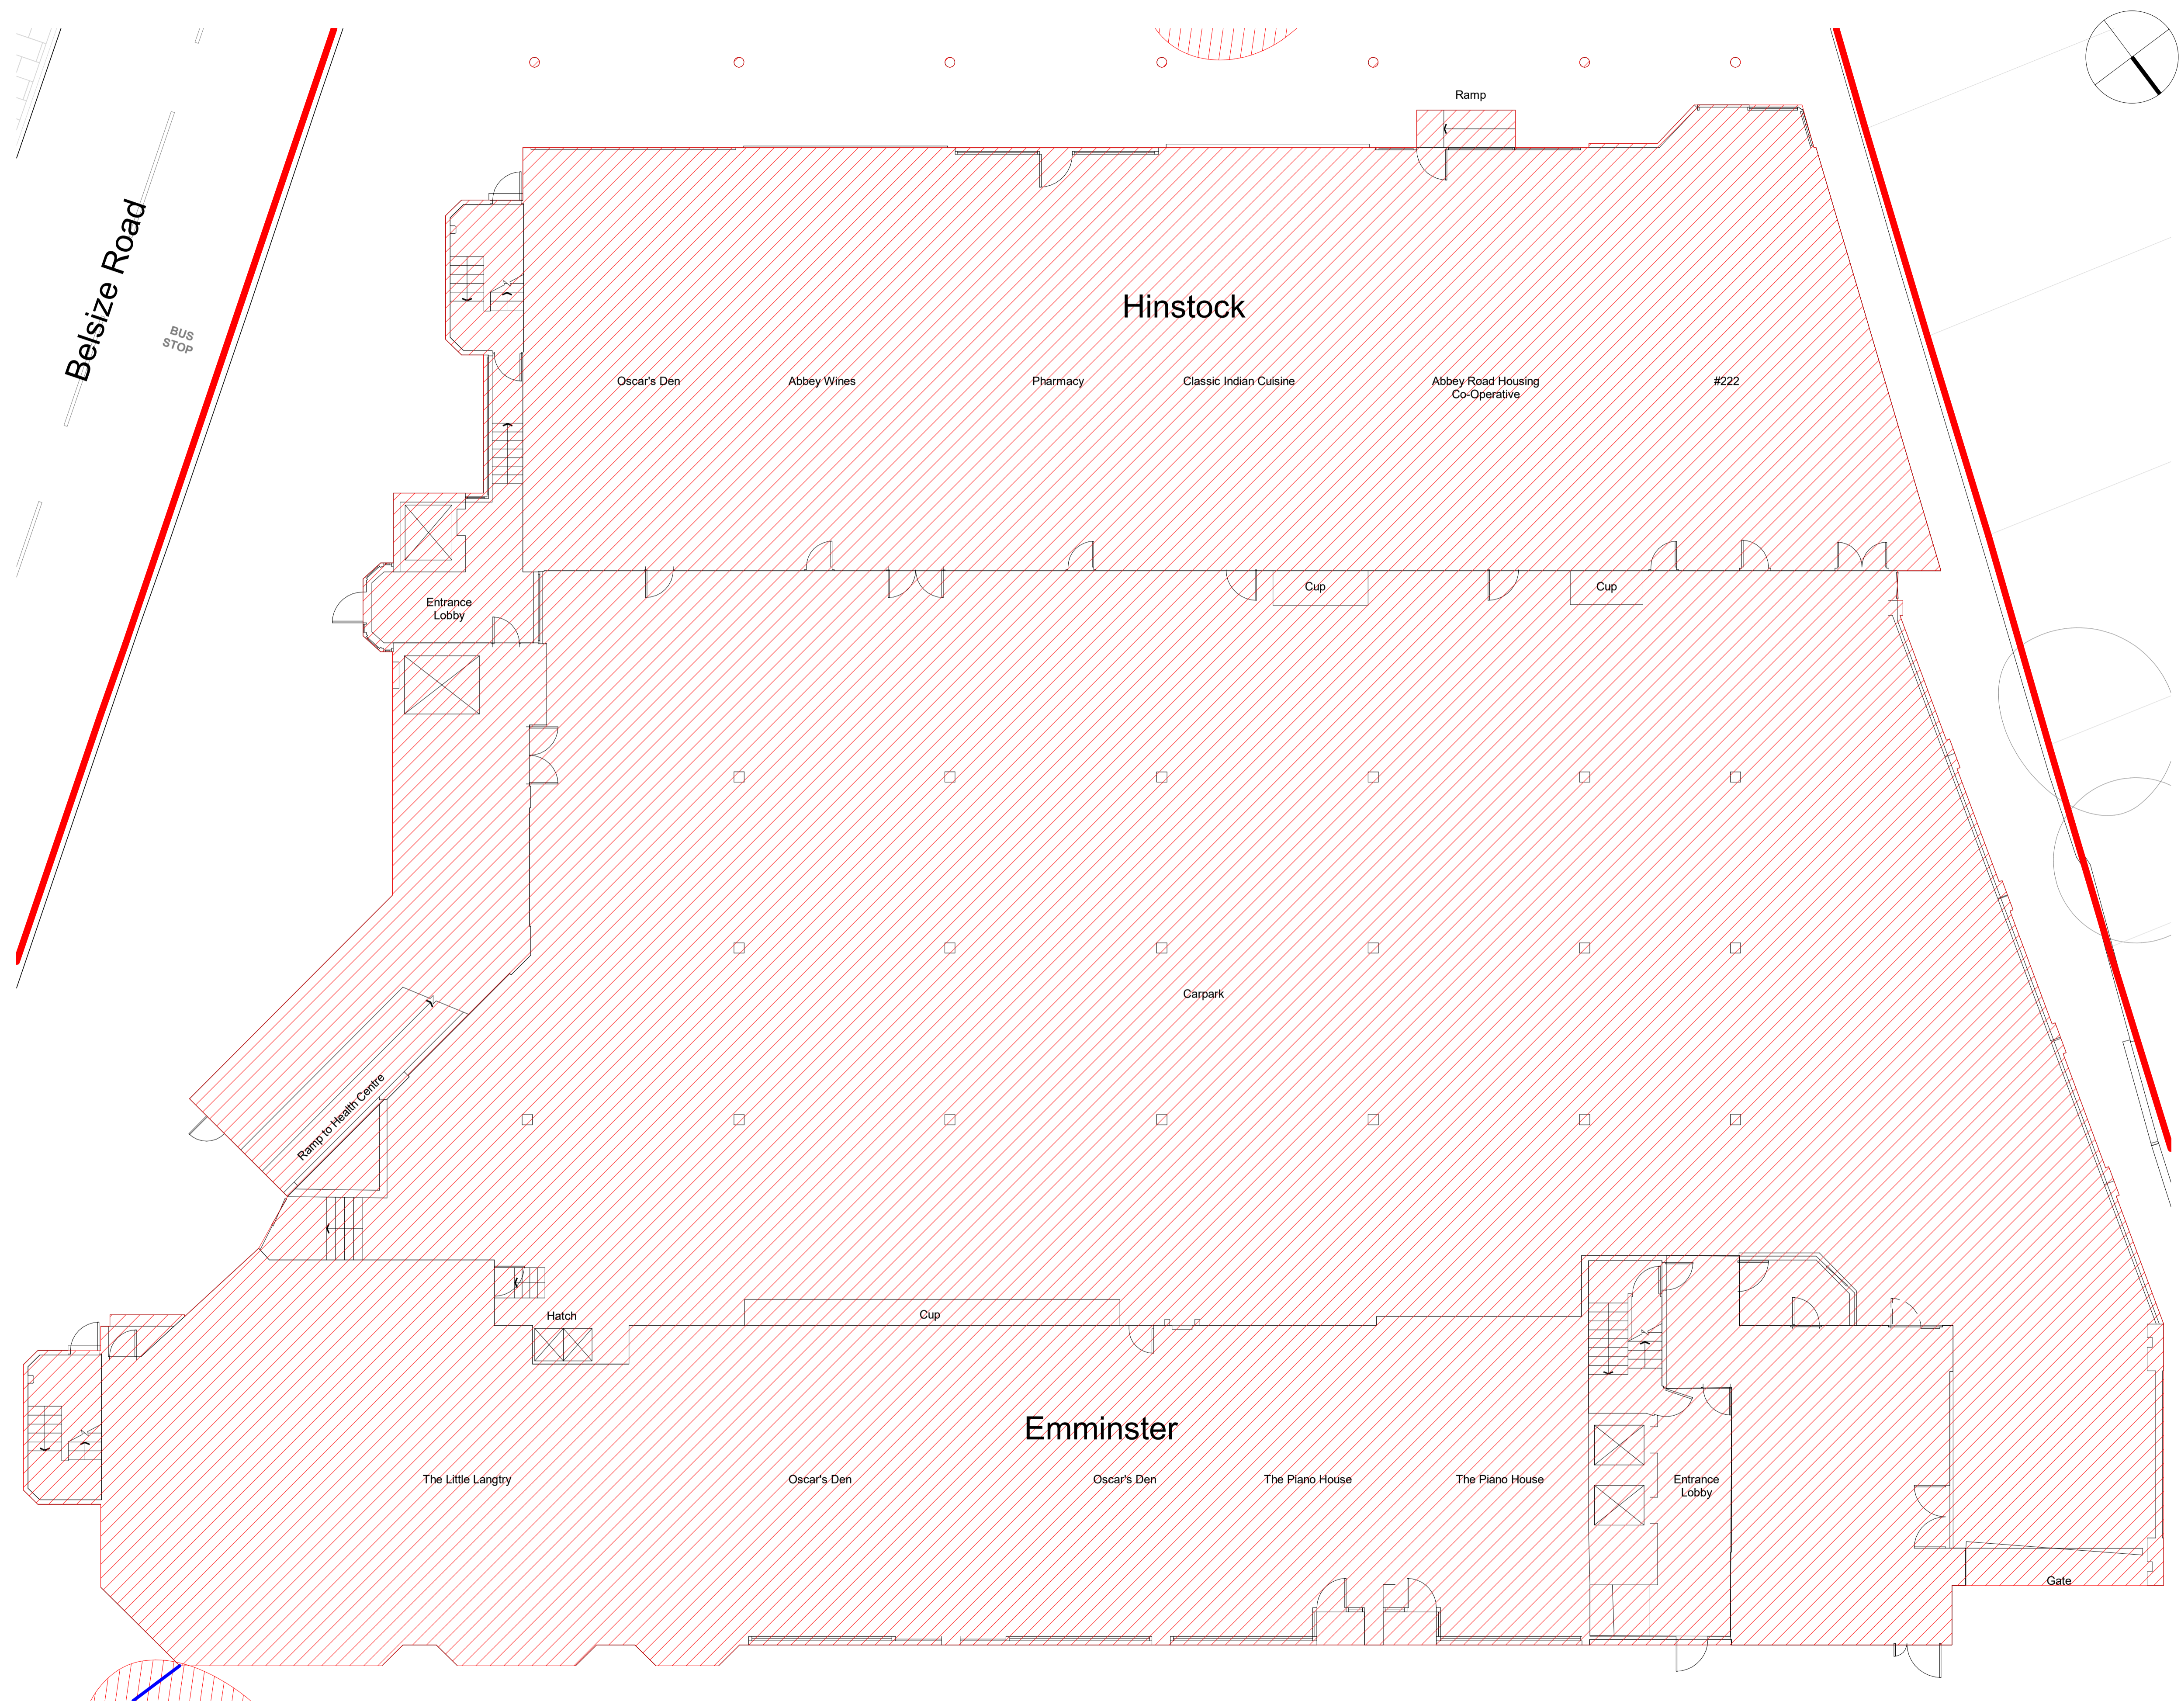 Ramp
Belsize Road
BUS
STOP
Hinstock
Oscar's Den
Abbey Wines
Pharmacy
Classic Indian Cuisine
Abbey Road Housing
Co-Operative
#222
Entrance
Lobby
Cup
Cup
Carpark
Ramp to Health Centre
Hatch
Cup
Emminster
The Little Langtry
Oscar's Den
Oscar's Den
The Piano House
The Piano House
Entrance
Lobby
Gate